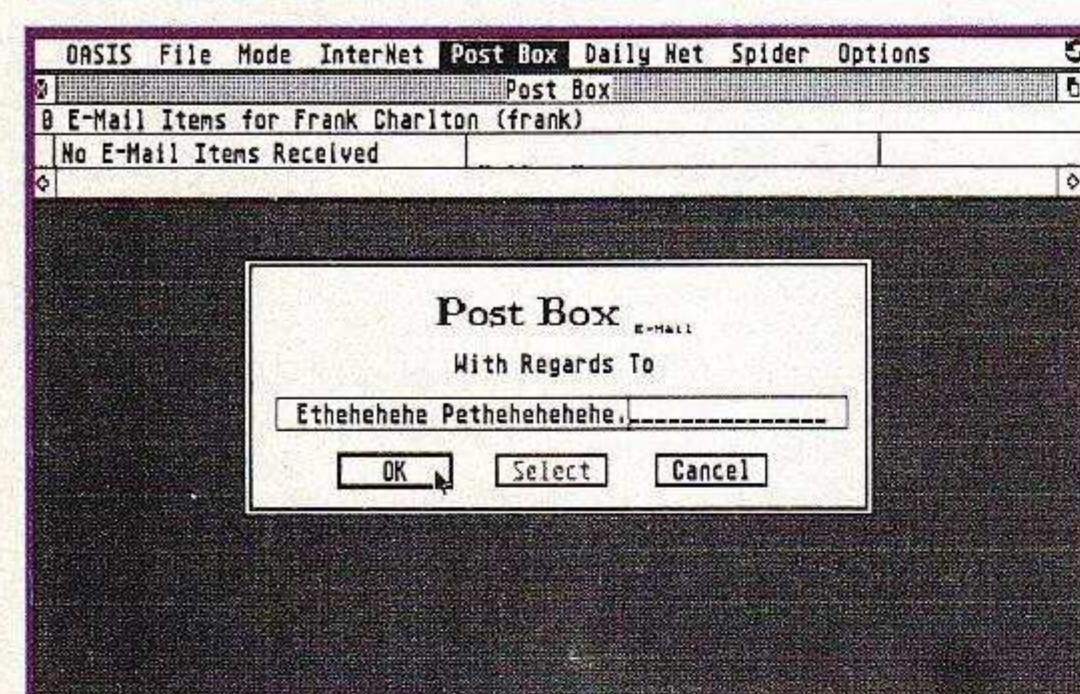 OASIS File Mode InterNet Post Box Daily Net Spider Options
Post Box
0 E-Mail Items for Frank Charlton (frank)
No E-Mail Items Received
Post Box E-Mail
With Regards To
Ethehehehe Pethehehehehe.
OK Select Cancel